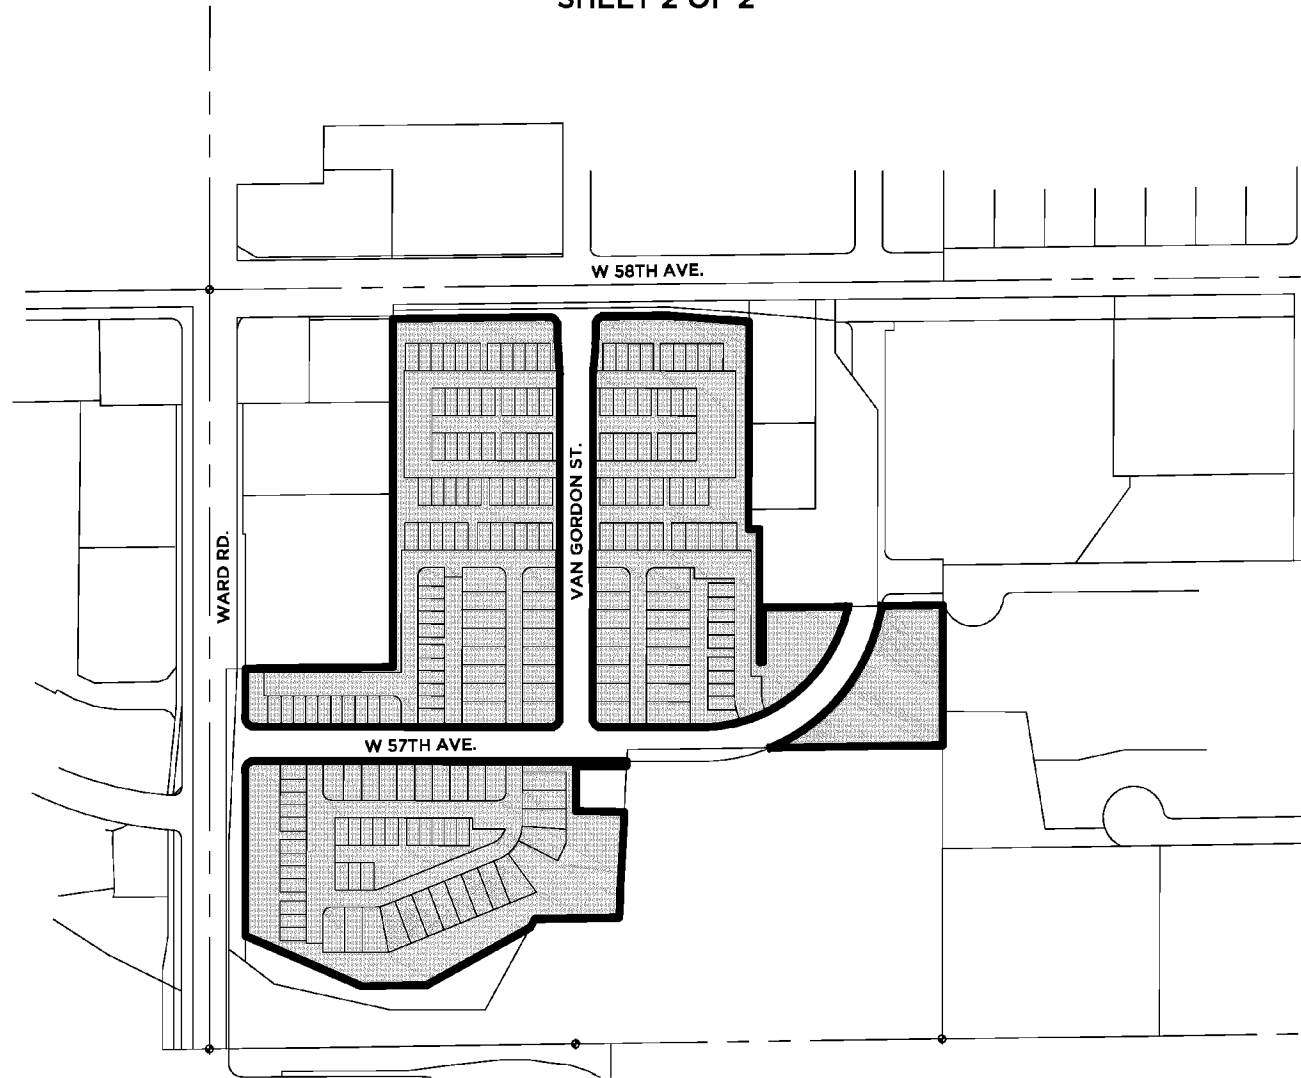 SHEET 2 OF 2
W 58TH AVE.
VAN GORDON ST.
WARD RD.
W 57TH AVE.